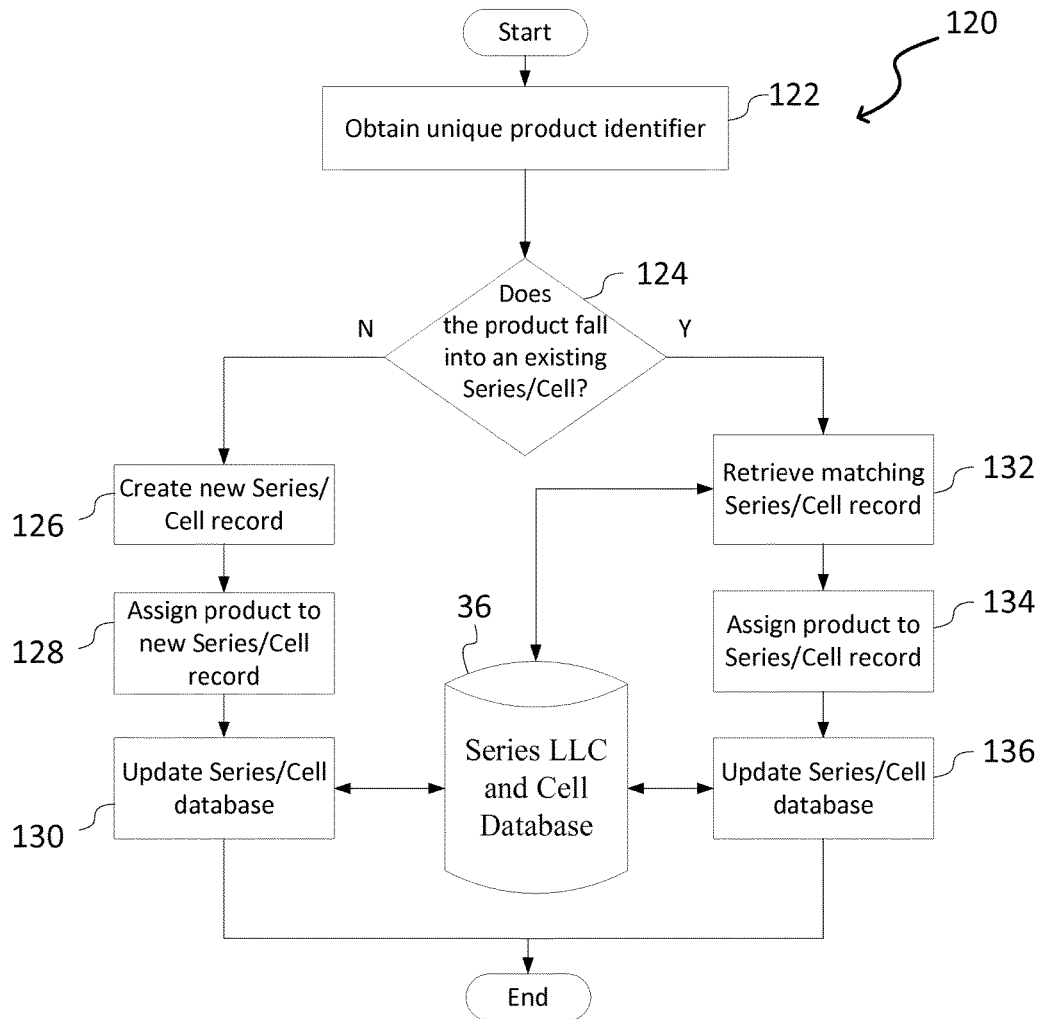 Start
120
122
Obtain unique product identifier
124
Does
the product fall
into an existing
Series/Cell?
N
Y
Create new Series/
Cell record
126
Retrieve matching
Series/Cell record
132
Assign product to
new Series/Cell
record
128
36
Assign product to
Series/Cell record
134
Update Series/Cell
database
130
Series LLC
and Cell
Database
Update Series/Cell
database
136
End